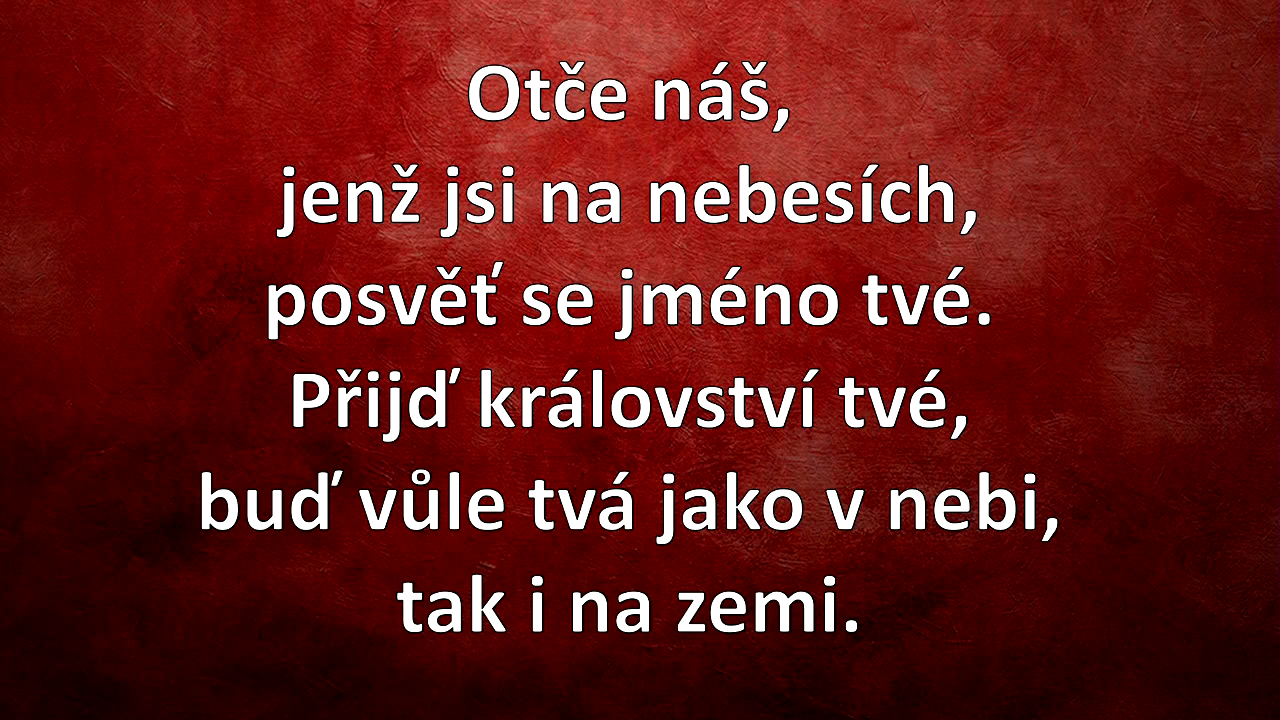 Otče náš,
jenž jsi na nebesích,
posvěť se jméno tvé.
Přijď království tvé,
buď vůle tvá jako v nebi,
tak i na zemi.